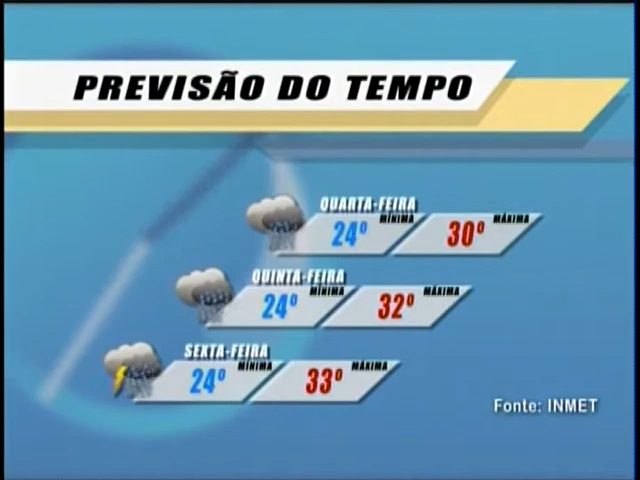 PREVISÃO DO TEMPO
QUARTA-FEIRA
MÍNIMA MÁXIMA
24º 30º
QUINTA-FEIRA
MÍNIMA MÁXIMA
24º 32º
SEXTA-FEIRA
MÍNIMA MÁXIMA
24º 33º
Fonte: INMET